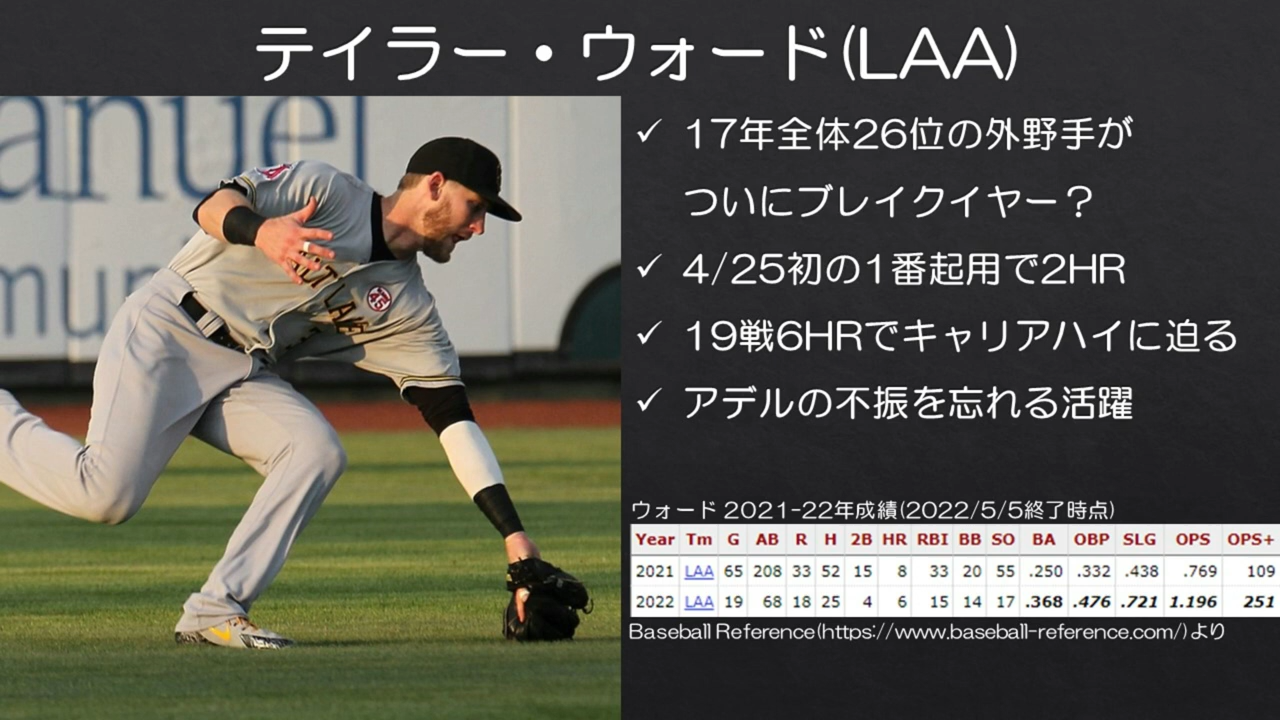 テイラー・ウォード(LAA)
anuel
mun
✓ 17年全体26位の外野手が
ついにブレイクイヤー？
✓ 4/25初の1番起用で2HR
✓ 19戦6HRでキャリアハイに迫る
✓ アデルの不振を忘れる活躍
45
ウォード 2021-22年成績(2022/5/5終了時点)
Year Tm G AB R H 2B HR RBI BB SO BA OBP SLG OPS OPS+
2021 LAA 65 208 33 52 15 8 33 20 55 .250 .332 .438 .769 109
2022 LAA 19 68 18 25 4 6 15 14 17 .368 .476 .721 1.196 251
Baseball Reference(https://www.baseball-reference.com/)より